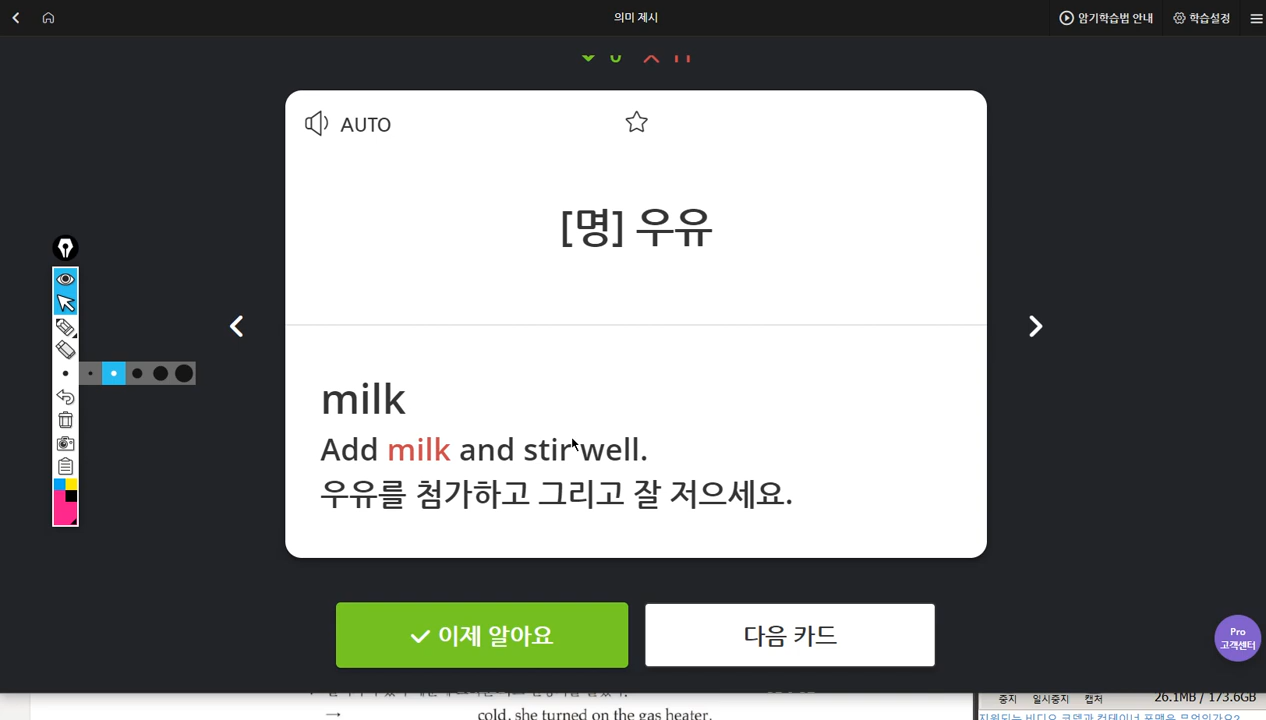 의미 제시
암기학습법 안내
학습설정
AUTO
[명] 우유
milk
Add milk and stir well.
우유를 첨가하고 그리고 잘 저으세요.
이제 알아요
다음 카드
Pro
고객센터
중지 일시중지 캡처
26.1MB / 173.6GB
→ cold, she turned on the gas heater.